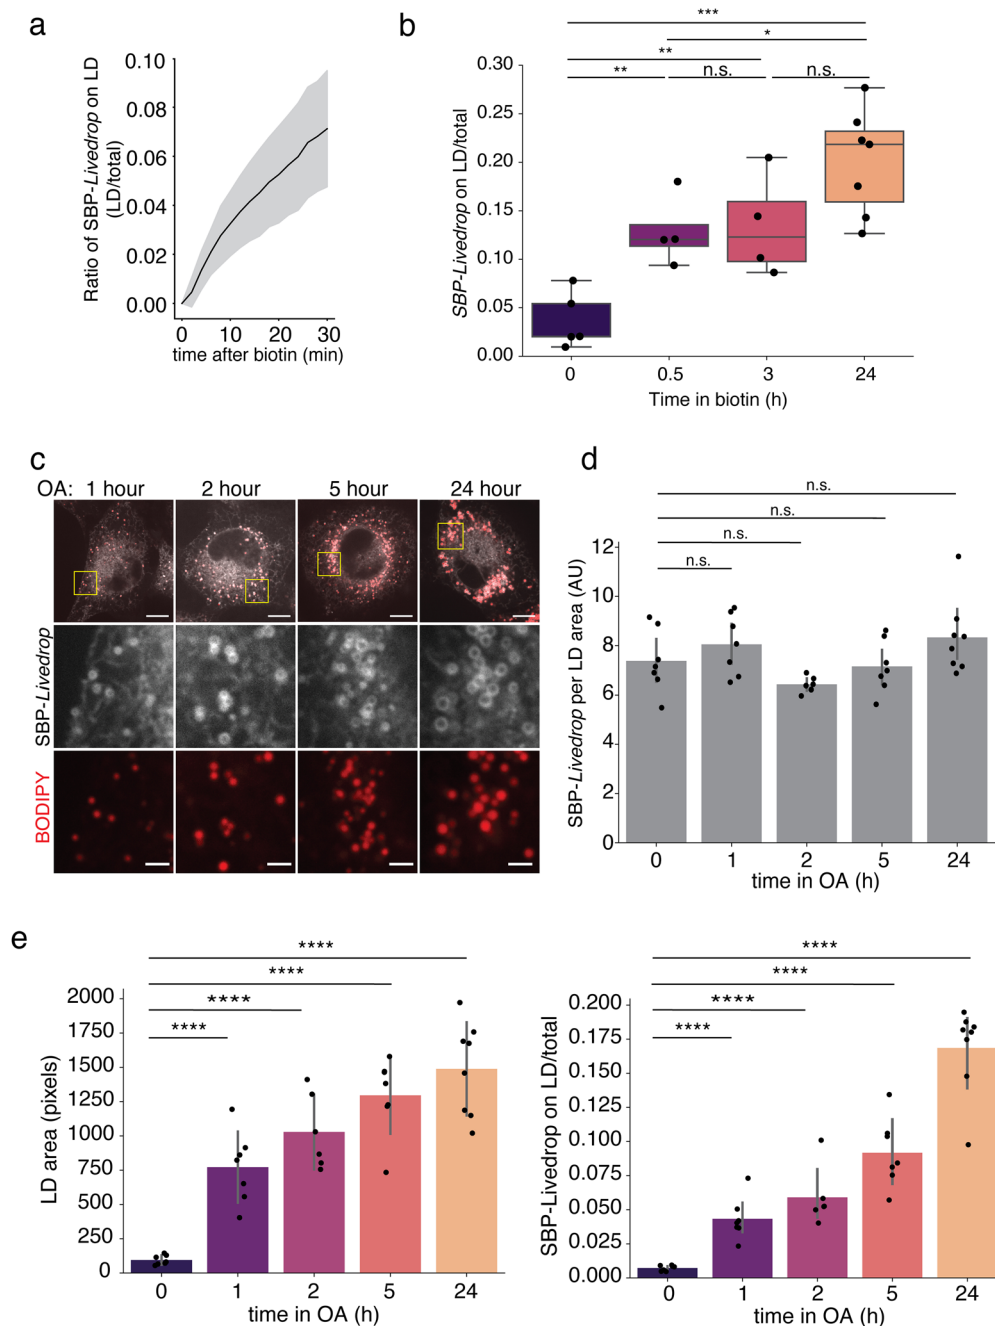 a
Ratio of SBP-Livedrop on LD
(LD/total)
0.10
0.08
0.06
0.04
0.02
0.00
0 10 20 30
time after biotin (min)
b
***
*
**
** n.s. n.s.
SBP-Livedrop on LD/total
0.30
0.25
0.20
0.15
0.10
0.05
0.00
0 0.5 3 24
Time in biotin (h)
c
OA: 1 hour 2 hour 5 hour 24 hour
SBP-Livedrop
BODIPY
d
n.s.
n.s.
n.s.
n.s.
SBP-Livedrop per LD area (AU)
12
10
8
6
4
2
0
0 1 2 5 24
time in OA (h)
e
****
****
****
****
LD area (pixels)
2000
1750
1500
1250
1000
750
500
250
0
0 1 2 5 24
time in OA (h)
****
****
****
****
SBP-Livedrop on LD/total
0.200
0.175
0.150
0.125
0.100
0.075
0.050
0.025
0.000
0 1 2 5 24
time in OA (h)